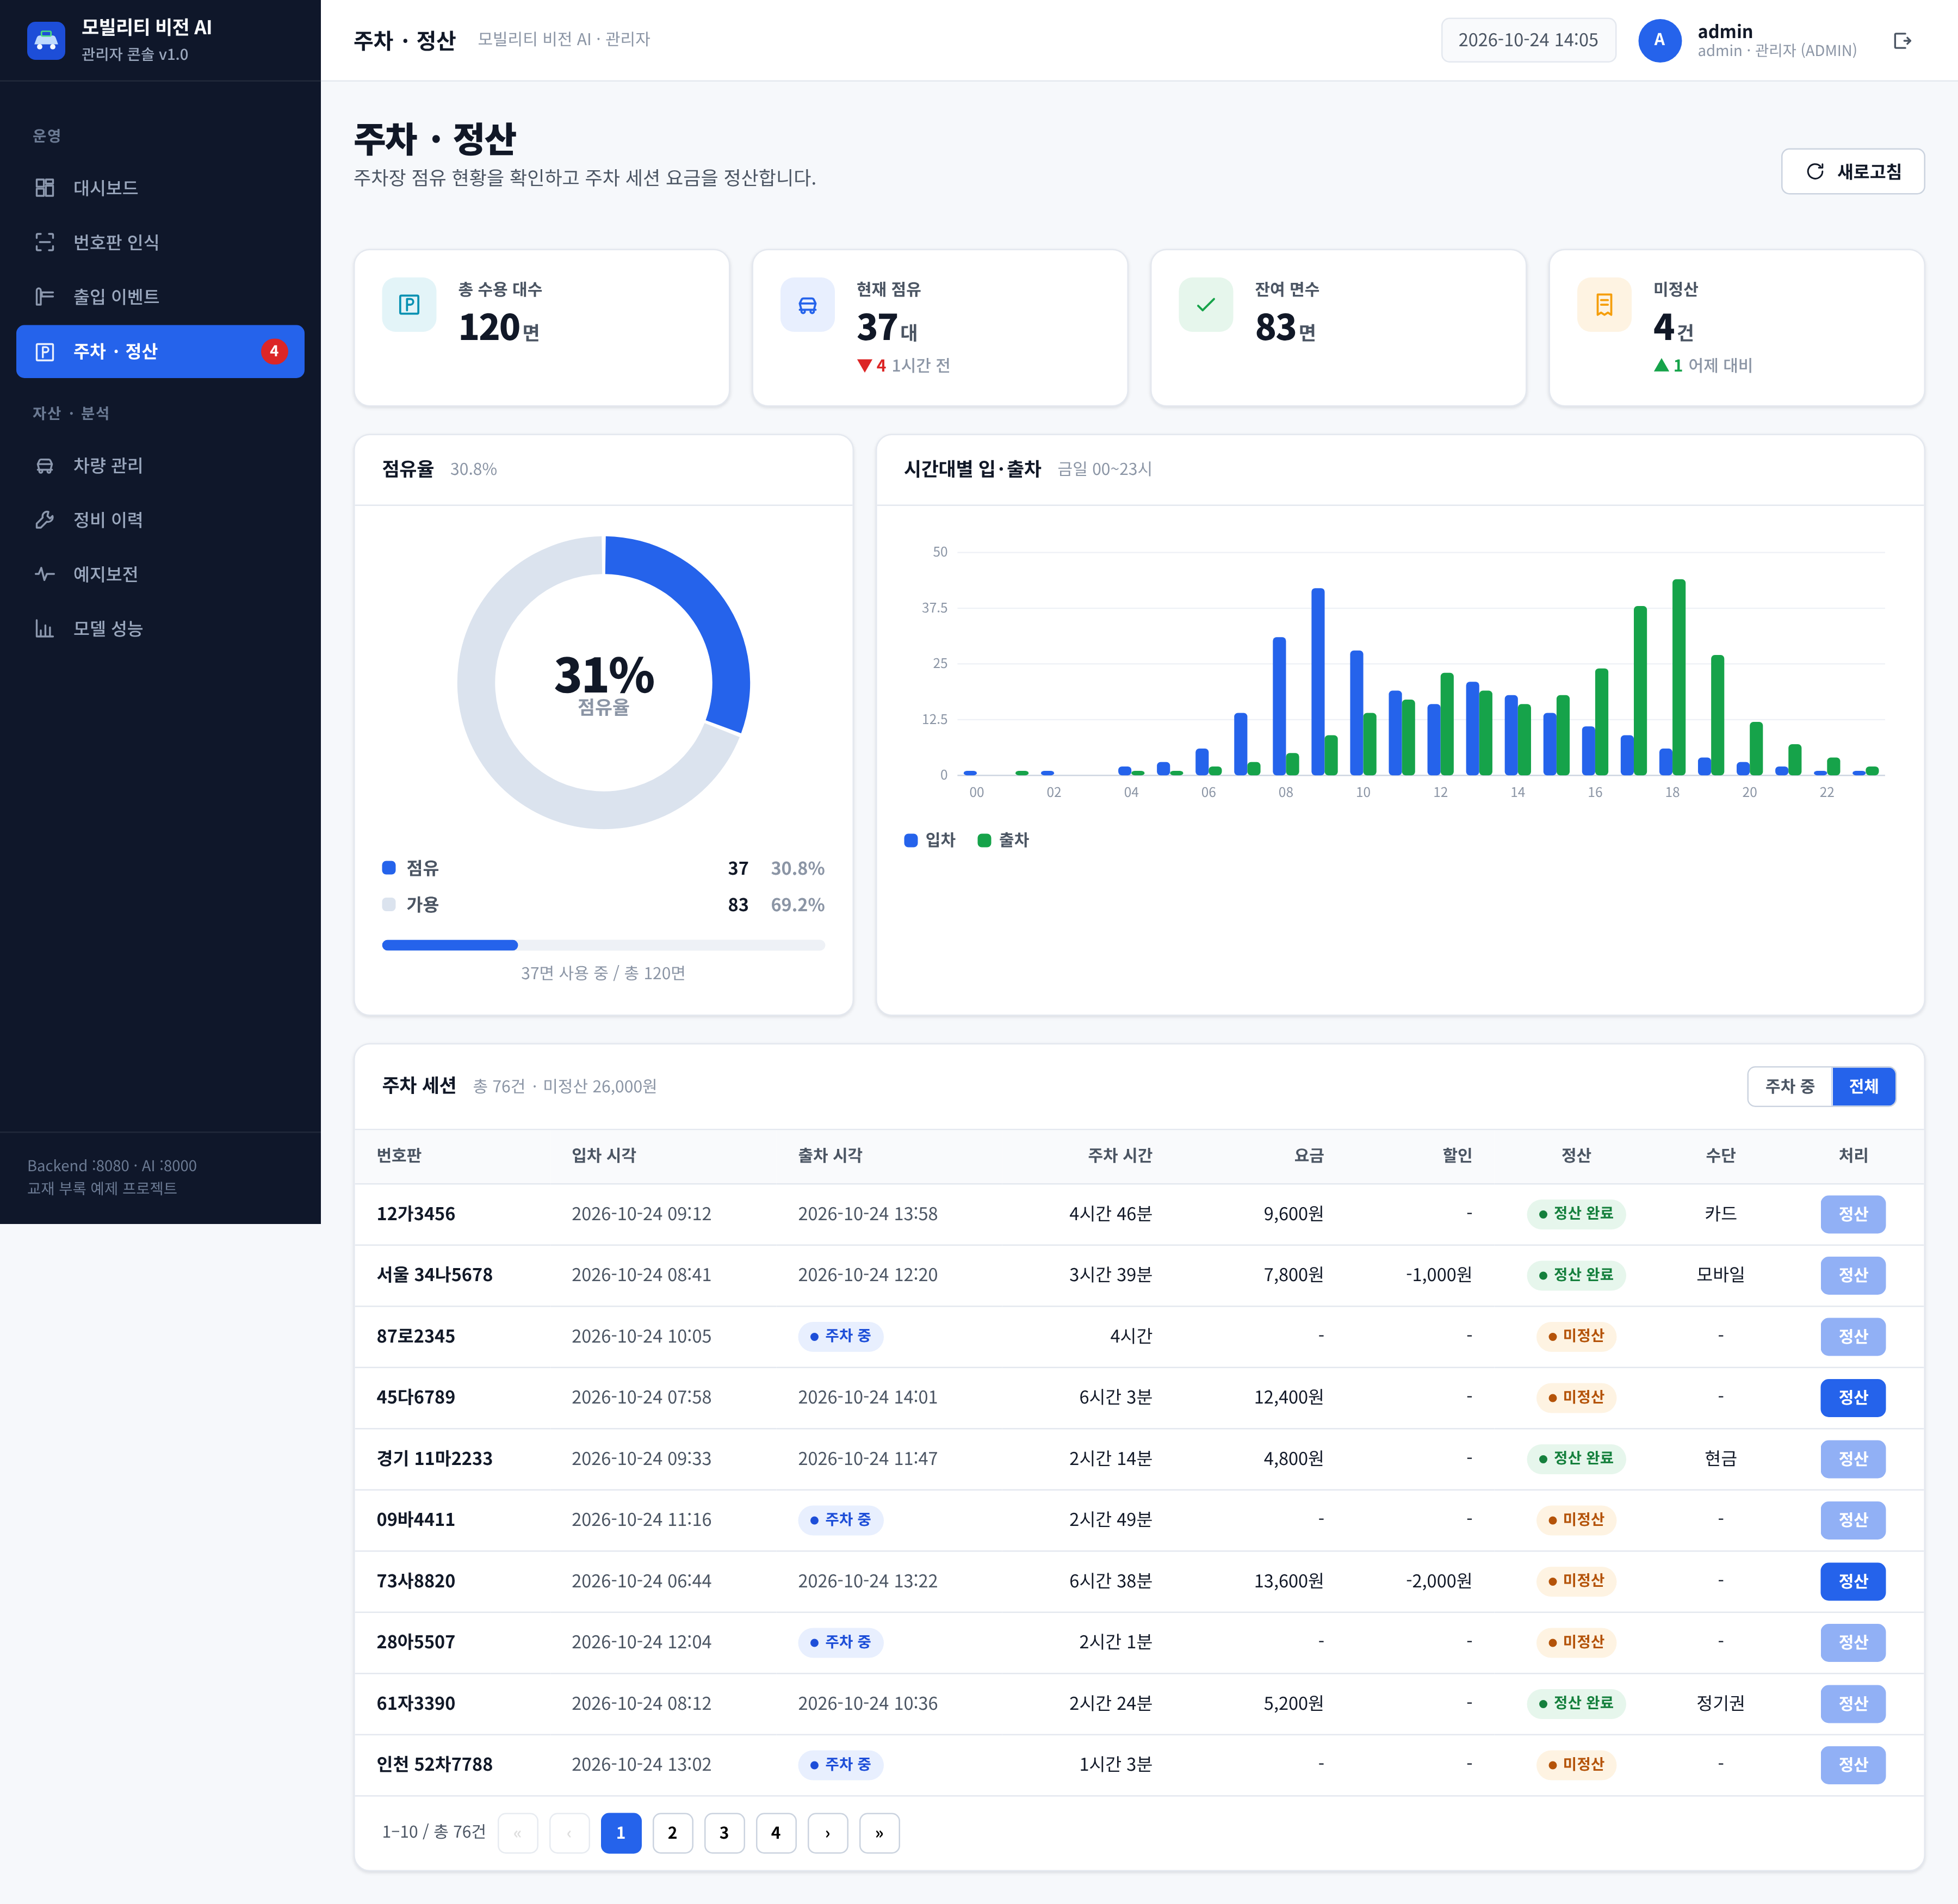 모빌리티 비전 AI
관리자 콘솔 v1.0
운영
대시보드
번호판 인식
출입 이벤트
주차 · 정산 4
자산 · 분석
차량 관리
정비 이력
예지보전
모델 성능
Backend :8080 · AI :8000
교재 부록 예제 프로젝트
주차 · 정산 모빌리티 비전 AI · 관리자
2026-10-24 14:05
A
admin
admin · 관리자 (ADMIN)
주차 · 정산
주차장 점유 현황을 확인하고 주차 세션 요금을 정산합니다.
새로고침
총 수용 대수
120면
현재 점유
37대
▼ 4 1시간 전
잔여 면수
83면
미정산
4건
▲ 1 어제 대비
점유율 30.8%
31%
점유율
점유 37 30.8%
가용 83 69.2%
37면 사용 중 / 총 120면
시간대별 입·출차 금일 00~23시
50
37.5
25
12.5
0
00 02 04 06 08 10 12 14 16 18 20 22
입차 출차
주차 세션 총 76건 · 미정산 26,000원
주차 중 전체
번호판 입차 시각 출차 시각 주차 시간 요금 할인 정산 수단 처리
12가3456 2026-10-24 09:12 2026-10-24 13:58 4시간 46분 9,600원 - 정산 완료 카드 정산
서울 34나5678 2026-10-24 08:41 2026-10-24 12:20 3시간 39분 7,800원 -1,000원 정산 완료 모바일 정산
87로2345 2026-10-24 10:05 주차 중 4시간 - - 미정산 - 정산
45다6789 2026-10-24 07:58 2026-10-24 14:01 6시간 3분 12,400원 - 미정산 - 정산
경기 11마2233 2026-10-24 09:33 2026-10-24 11:47 2시간 14분 4,800원 - 정산 완료 현금 정산
09바4411 2026-10-24 11:16 주차 중 2시간 49분 - - 미정산 - 정산
73사8820 2026-10-24 06:44 2026-10-24 13:22 6시간 38분 13,600원 -2,000원 미정산 - 정산
28아5507 2026-10-24 12:04 주차 중 2시간 1분 - - 미정산 - 정산
61자3390 2026-10-24 08:12 2026-10-24 10:36 2시간 24분 5,200원 - 정산 완료 정기권 정산
인천 52차7788 2026-10-24 13:02 주차 중 1시간 3분 - - 미정산 - 정산
1–10 / 총 76건 « ‹ 1 2 3 4 › »